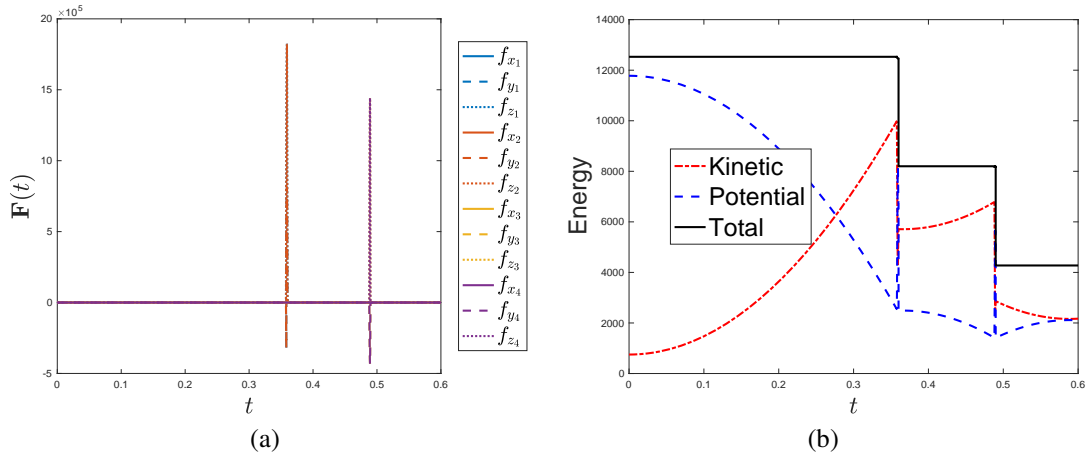 ×10^5
20
15
10
5
0
-5
F(t)
0 0.1 0.2 0.3 0.4 0.5 0.6
t
f_{x_1}
f_{y_1}
f_{z_1}
f_{x_2}
f_{y_2}
f_{z_2}
f_{x_3}
f_{y_3}
f_{z_3}
f_{x_4}
f_{y_4}
f_{z_4}
(a)
14000
12000
10000
8000
6000
4000
2000
0
Energy
Kinetic
Potential
Total
0 0.1 0.2 0.3 0.4 0.5 0.6
t
(b)